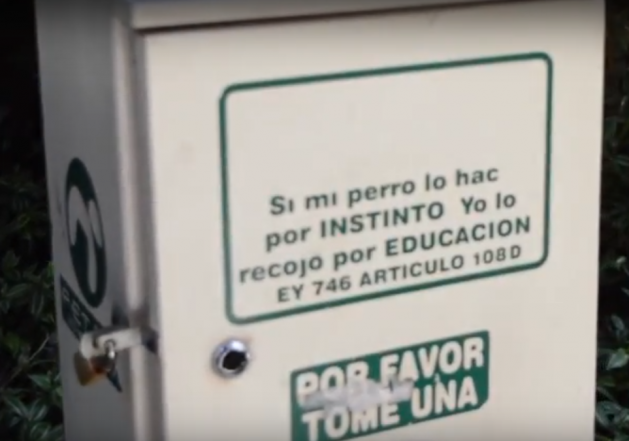 Si mi perro lo hac
por INSTINTO Yo lo
recojo por EDUCACION
EY 746 ARTICULO 108D
POR FAVOR
TOME UNA